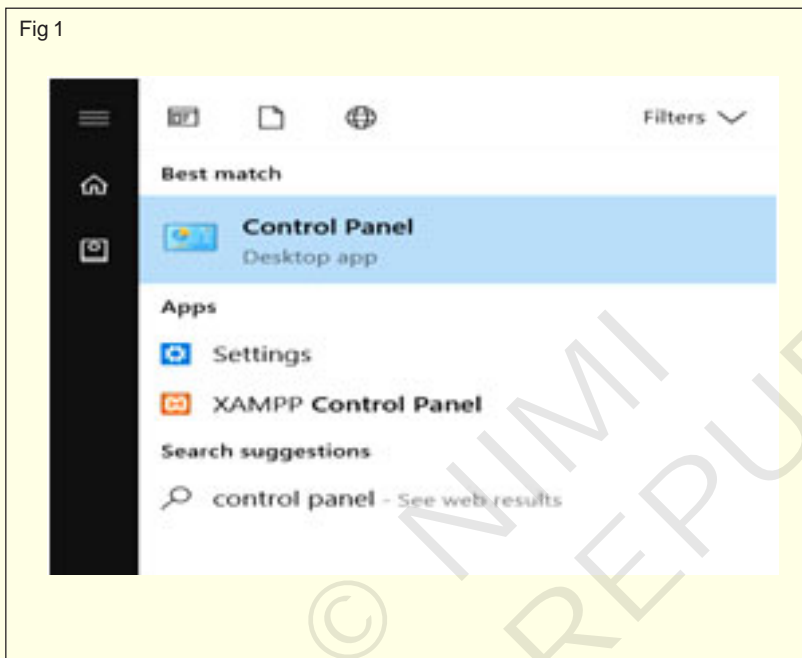 Fig 1
Filters
Best match
Control Panel
Desktop app
Apps
Settings
XAMPP Control Panel
Search suggestions
control panel - See web results
© NIMI
REPU